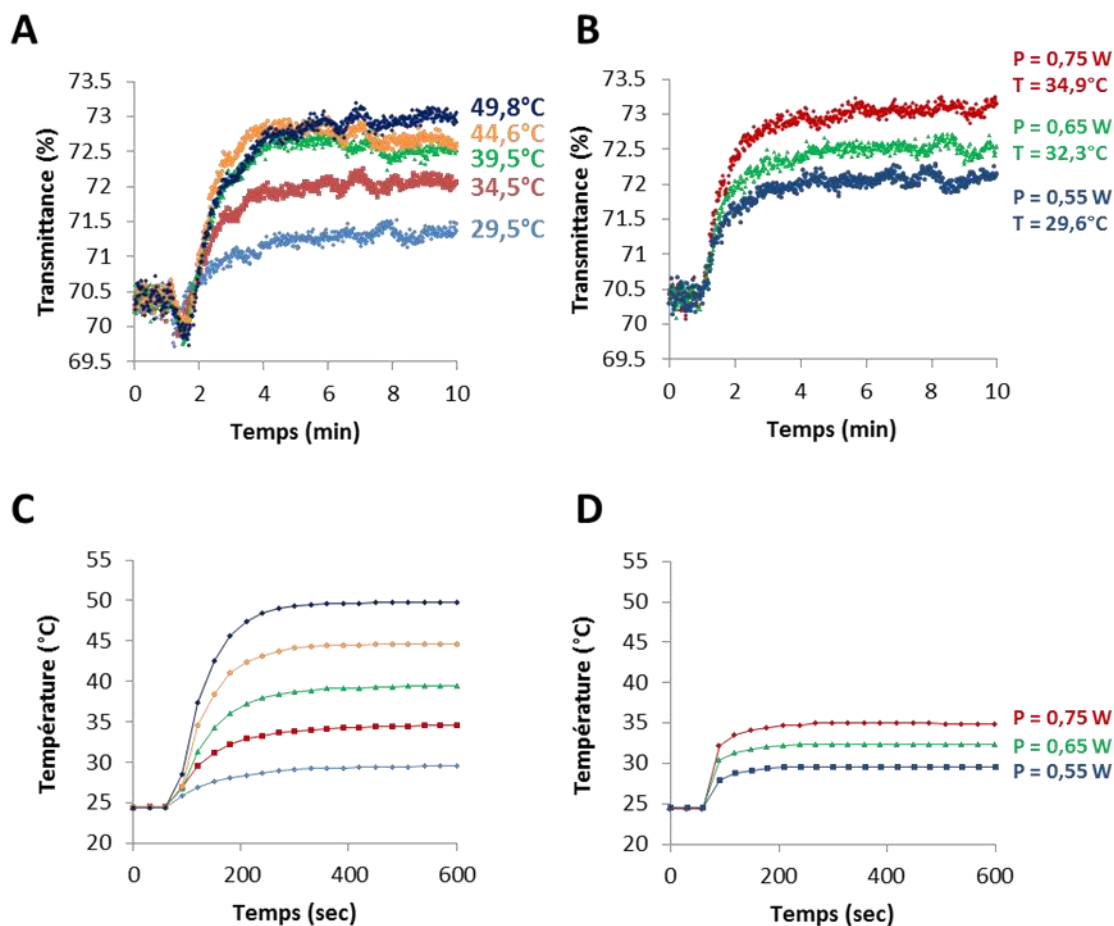 A
Transmittance (%)
73.5
73
72.5
72
71.5
71
70.5
70
69.5
0 2 4 6 8 10
Temps (min)
49,8°C
44,6°C
39,5°C
34,5°C
29,5°C
B
Transmittance (%)
73.5
73
72.5
72
71.5
71
70.5
70
69.5
0 2 4 6 8 10
Temps (min)
P = 0,75 W
T = 34,9°C
P = 0,65 W
T = 32,3°C
P = 0,55 W
T = 29,6°C
C
Température (°C)
55
50
45
40
35
30
25
20
0 200 400 600
Temps (sec)
D
Température (°C)
55
50
45
40
35
30
25
20
0 200 400 600
Temps (sec)
P = 0,75 W
P = 0,65 W
P = 0,55 W